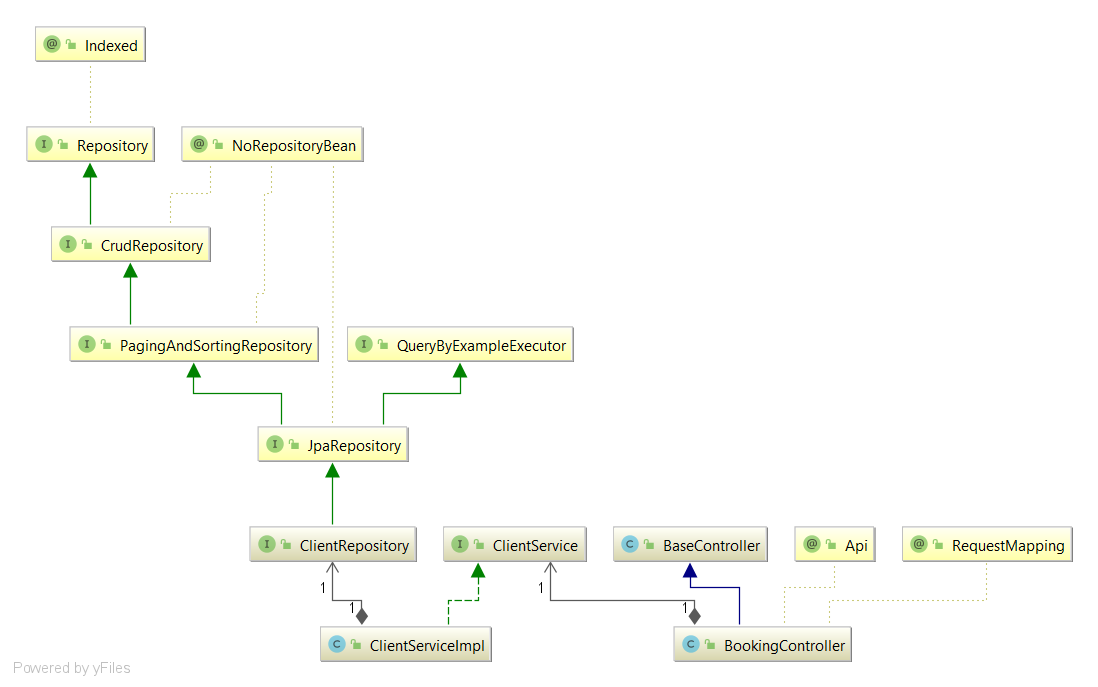 @ Indexed
I Repository
@ NoRepositoryBean
I CrudRepository
I PagingAndSortingRepository
I QueryByExampleExecutor
I JpaRepository
I ClientRepository
I ClientService
C BaseController
@ Api
@ RequestMapping
1
1
1
1
C ClientServiceImpl
C BookingController
Powered by yFiles